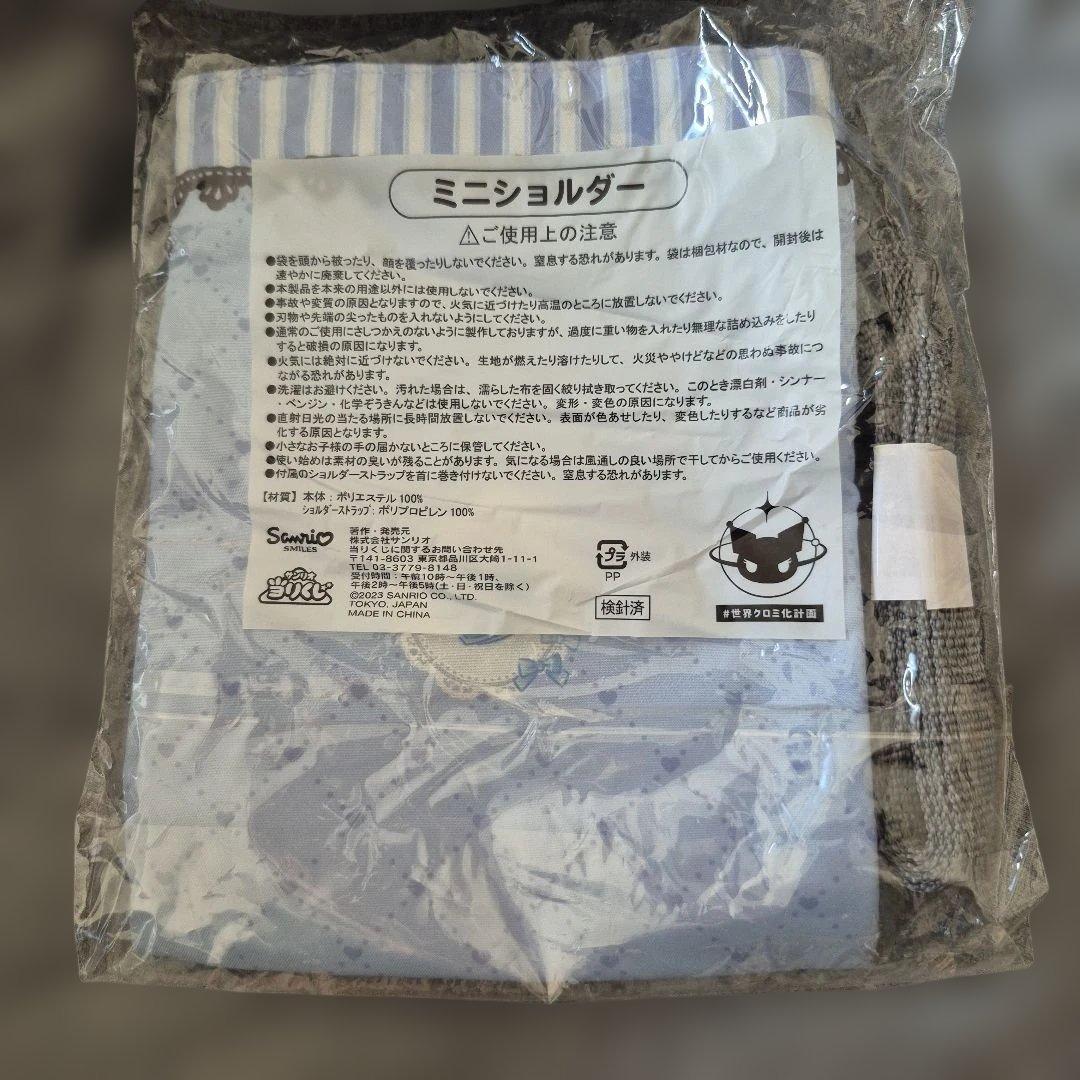 ミニショルダー
⚠ご使用上の注意
●袋を頭から被ったり、顔を覆ったりしないでください。窒息する恐れがあります。袋は梱包材なので、開封後は
速やかに廃棄してください。
●本製品を本来の用途以外には使用しないでください。
●事故や変質の原因となりますので、火気に近づけたり高温のところに放置しないでください。
●刃物や先端の尖ったものを入れないようにしてください。
●通常のご使用にさしつかえのないように製作しておりますが、過度に重い物を入れたり無理な詰め込みをしたり
すると破損の原因になります。
●火気には絶対に近づけないでください。生地が燃えたり溶けたりして、火災ややけどなどの思わぬ事故につ
ながる恐れがあります。
●洗濯はお避けください。汚れた場合は、濡らした布を固く絞り拭き取ってください。このとき漂白剤・シンナー
・ベンジン・化学ぞうきんなどは使用しないでください。変形・変色の原因になります。
●直射日光の当たる場所に長時間放置しないでください。表面が色あせしたり、変色したりするなど商品が劣
化する原因となります。
●小さなお子様の手の届かないところに保管してください。
●使い始めは素材の臭いが残ることがあります。気になる場合は風通しの良い場所で干してからご使用ください。
●付属のショルダーストラップを首に巻き付けないでください。窒息する恐れがあります。
【材質】本体:ポリエステル100%
ショルダーストラップ:ポリプロピレン100%
Sanrio
SMILES
サンリオ
当りくじ
著作・発売元
株式会社サンリオ
当りくじに関するお問い合わせ先
〒141-8603 東京都品川区大崎1-11-1
TEL 03-3779-8148
受付時間:午前10時〜午後1時、
午後2時〜午後5時(土・日・祝日を除く)
©2023 SANRIO CO., LTD.
TOKYO, JAPAN
MADE IN CHINA
プラ 外装
PP
検針済
#世界クロミ化計画